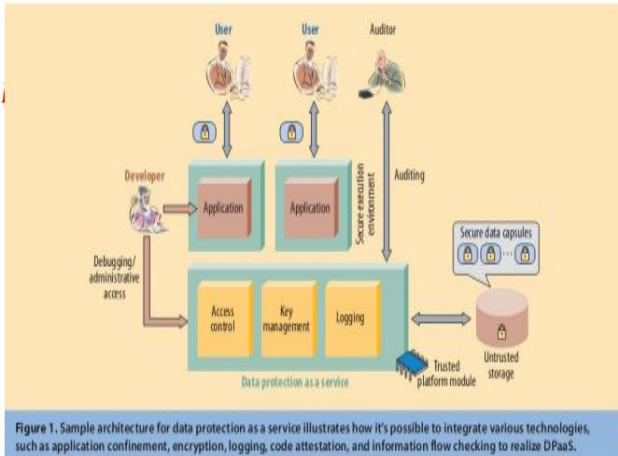 User
User
Auditor
Developer
Application
Application
Secure execution
environment
Auditing
Secure data capsules
Debugging/
administrative
access
Access
control
Key
management
Logging
Untrusted
storage
Trusted
platform module
Data protection as a service
Figure 1. Sample architecture for data protection as a service illustrates how it’s possible to integrate various technologies,
such as application confinement, encryption, logging, code attestation, and information flow checking to realize DPaaS.